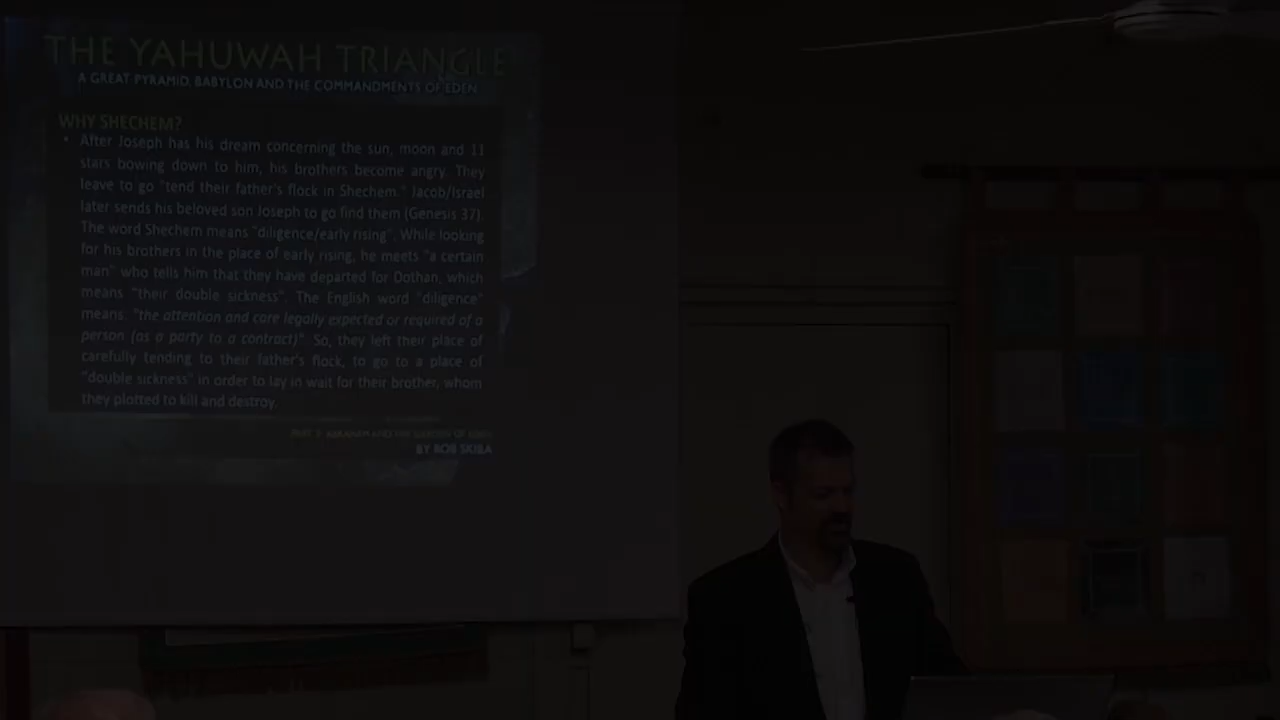 THE YAHUWAH TRIANGLE
A GREAT PYRAMID, BABYLON AND THE COMMANDMENTS OF EDEN
WHY SHECHEM?
• After Joseph has his dream concerning the sun, moon and 11
stars bowing down to him, his brothers become angry. They
leave to go "tend their father's flock in Shechem." Jacob/Israel
later sends his beloved son Joseph to go find them (Genesis 37).
The word Shechem means "diligence/early rising". While looking
for his brothers in the place of early rising, he meets "a certain
man" who tells him that they have departed for Dothan, which
means "their double sickness". The English word "diligence"
means: "the attention and care legally expected or required of a
person (as a party to a contract)". So, they left their place of
carefully tending to their father's flock, to go to a place of
"double sickness" in order to lay in wait for their brother, whom
they plotted to kill and destroy.
ABRAHAM AND THE GARDEN OF EDEN
BY ROB SKIBA